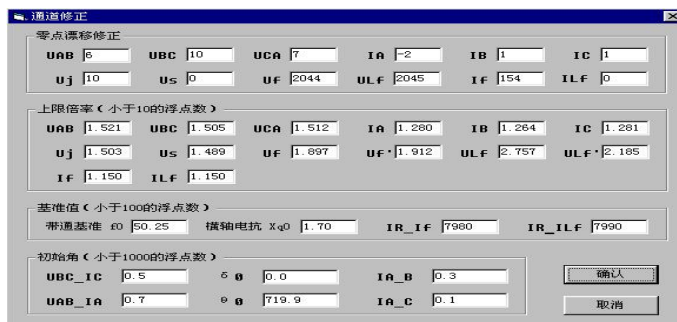 通道修正
零点漂移修正
UAB 6 UBC 10 UCA 7 IA -2 IB 1 IC 1
Uj 10 Us 0 Uf 2044 ULf 2045 If 154 ILf 0
上限倍率(小于10的浮点数)
UAB 1.521 UBC 1.505 UCA 1.512 IA 1.280 IB 1.264 IC 1.281
Uj 1.503 Us 1.489 Uf 1.897 Uf' 1.912 ULf 2.757 ULf' 2.185
If 1.150 ILf 1.150
基准值(小于100的浮点数)
带通基准 f0 50.25 横轴电抗 Xq0 1.70 IR_If 7980 IR_ILf 7990
初始角(小于1000的浮点数)
UBC_IC 0.5 δ0 0.0 IA_B 0.3 确认
UAB_IA 0.7 θ0 719.9 IA_C 0.1 取消